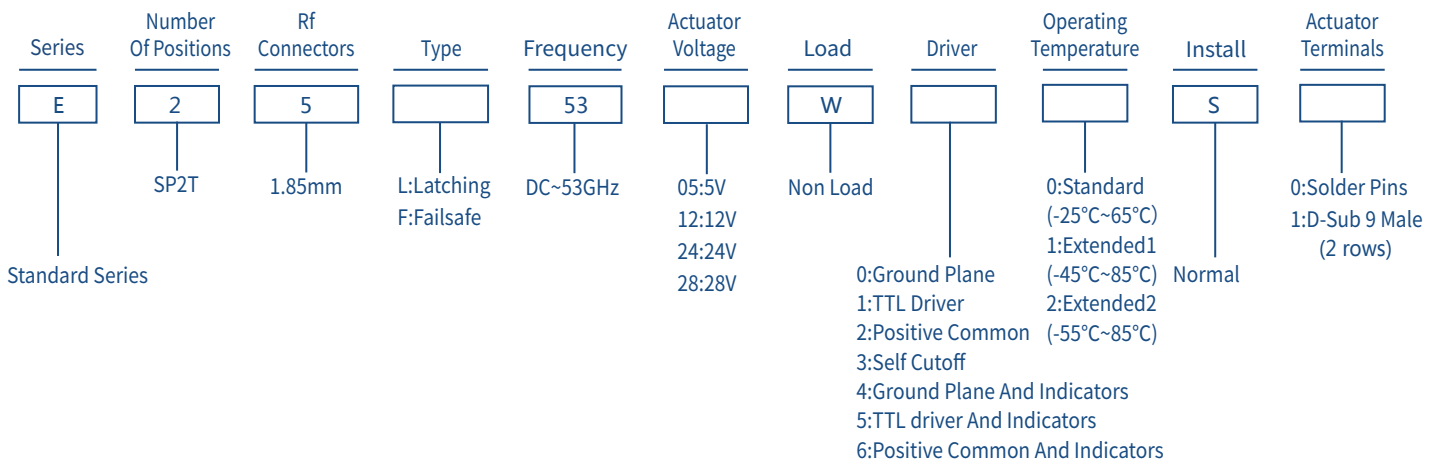 Series
Number
Of Positions
Rf
Connectors
Type
Frequency
Actuator
Voltage
Load
Driver
Operating
Temperature
Install
Actuator
Terminals
E
2
5
53
W
S
Standard Series
SP2T
1.85mm
L:Latching
F:Failsafe
DC~53GHz
05:5V
12:12V
24:24V
28:28V
Non Load
0:Ground Plane
1:TTL Driver
2:Positive Common
3:Self Cutoff
4:Ground Plane And Indicators
5:TTL driver And Indicators
6:Positive Common And Indicators
0:Standard
(-25°C~65°C)
1:Extended1
(-45°C~85°C)
2:Extended2
(-55°C~85°C)
Normal
0:Solder Pins
1:D-Sub 9 Male
(2 rows)